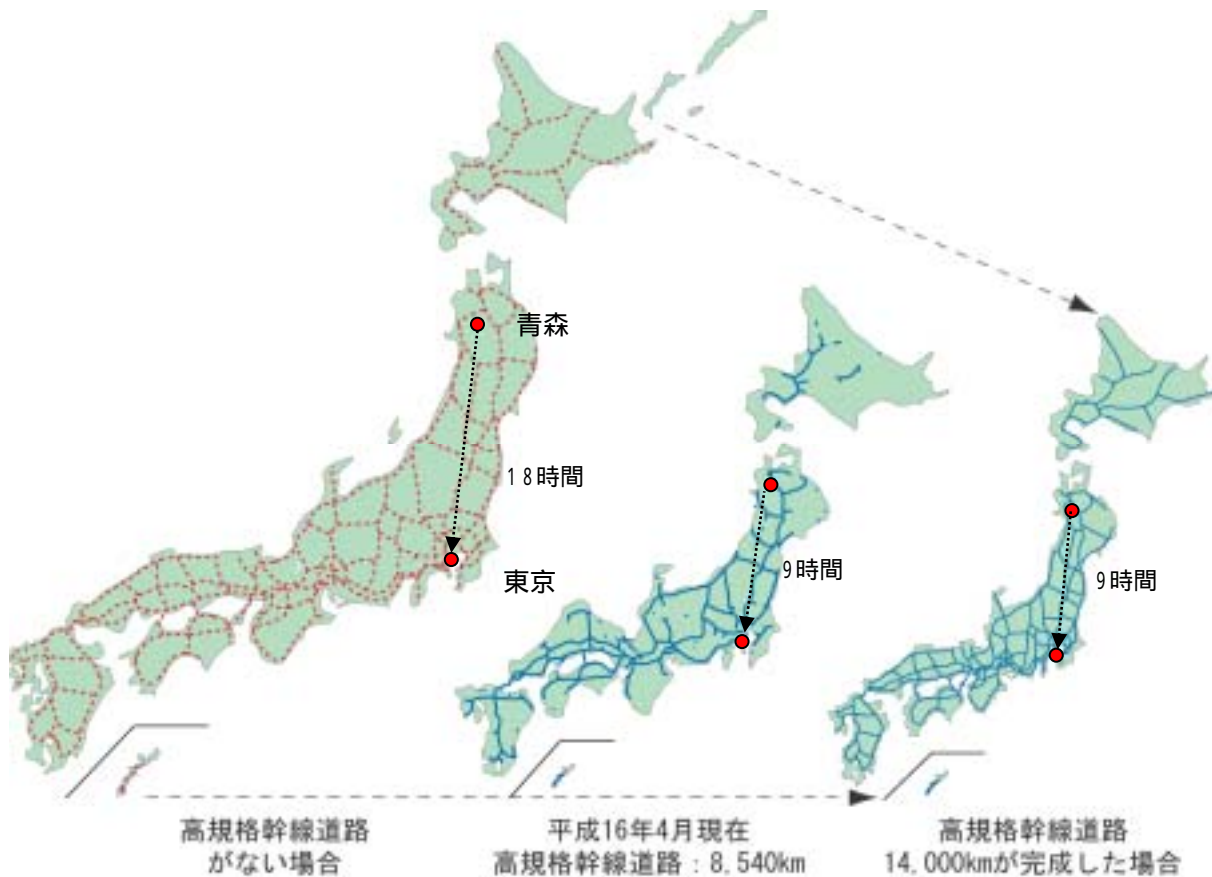 青森
18時間
東京
9時間
9時間
高規格幹線道路
がない場合
平成16年4月現在
高規格幹線道路：8,540km
高規格幹線道路
14,000kmが完成した場合